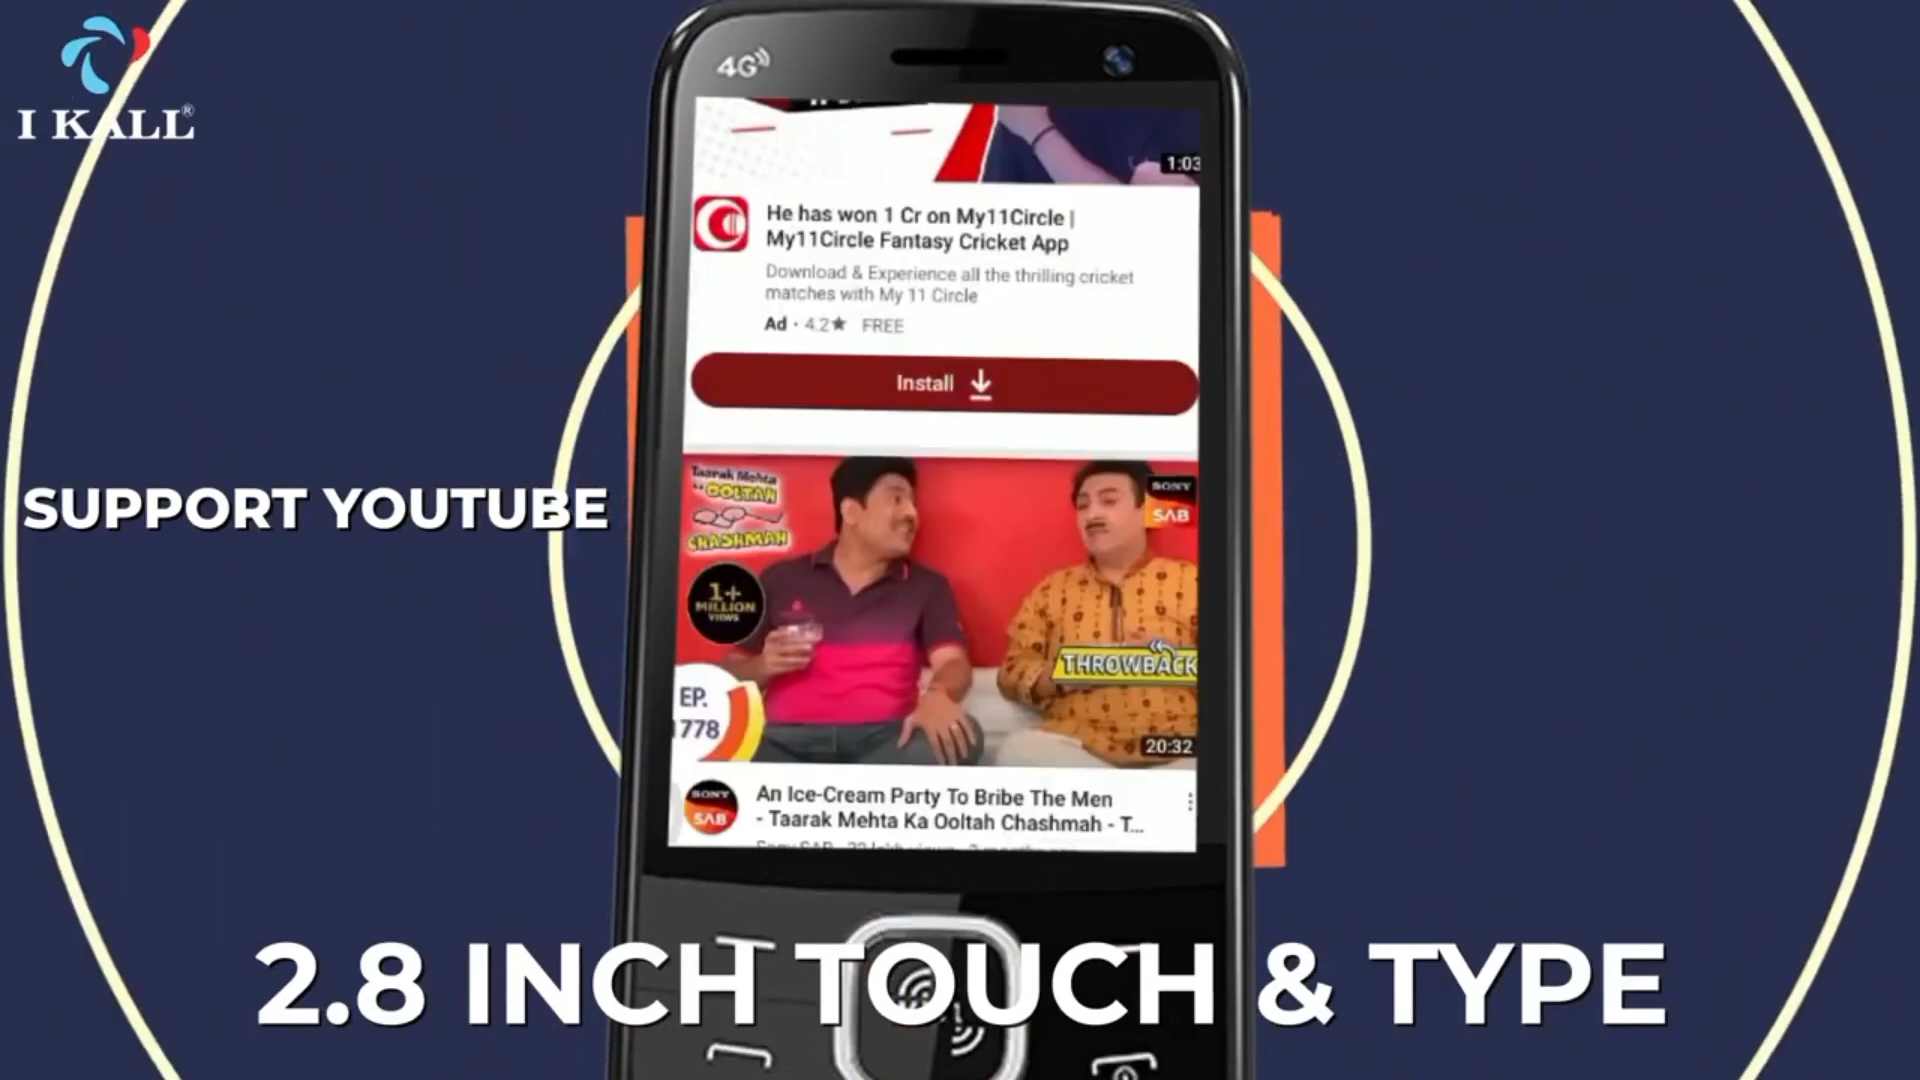 I KALL®
4G
1:03
He has won 1 Cr on My11Circle |
My11Circle Fantasy Cricket App
Download & Experience all the thrilling cricket
matches with My 11 Circle
Ad · 4.2★ FREE
Install
Taarak Mehta
OOLTAH
CHASHMAH
SONY
SAB
SUPPORT YOUTUBE
1+
MILLION
VIEWS
THROWBACK
EP.
1778
20:32
SONY
SAB
An Ice-Cream Party To Bribe The Men
- Taarak Mehta Ka Ooltah Chashmah - T...
2.8 INCH TOUCH & TYPE